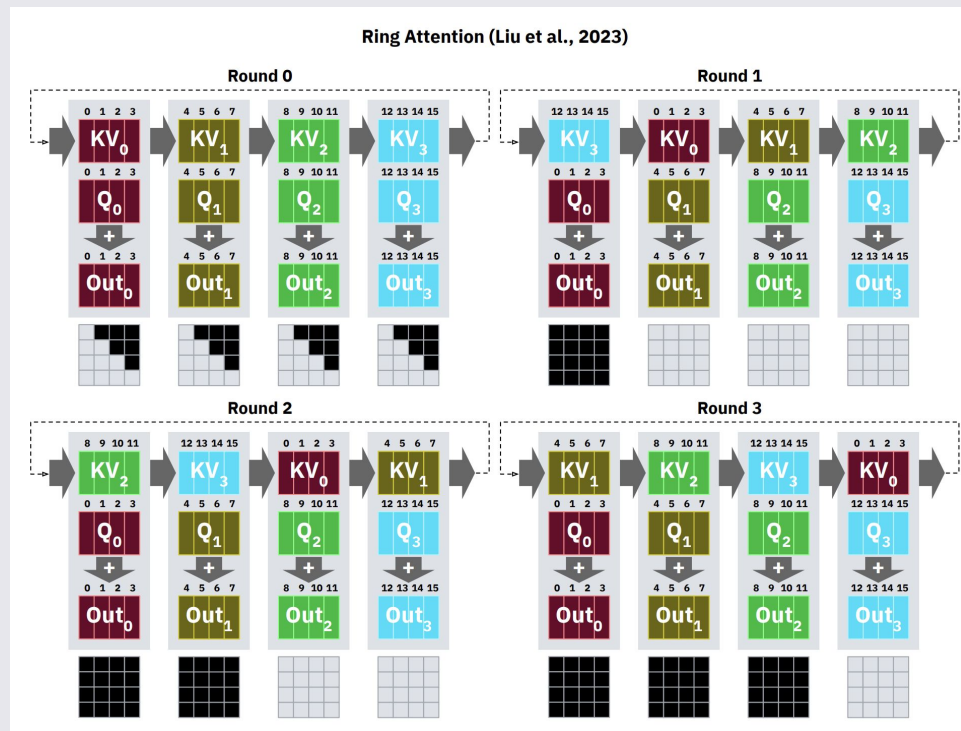 Ring Attention (Liu et al., 2023)
Round 0
0 1 2 3 4 5 6 7 8 9 10 11 12 13 14 15
KV0 KV1 KV2 KV3
0 1 2 3 4 5 6 7 8 9 10 11 12 13 14 15
Q0 Q1 Q2 Q3
+ + + +
0 1 2 3 4 5 6 7 8 9 10 11 12 13 14 15
Out0 Out1 Out2 Out3
Round 1
12 13 14 15 0 1 2 3 4 5 6 7 8 9 10 11
KV3 KV0 KV1 KV2
0 1 2 3 4 5 6 7 8 9 10 11 12 13 14 15
Q0 Q1 Q2 Q3
+ + + +
0 1 2 3 4 5 6 7 8 9 10 11 12 13 14 15
Out0 Out1 Out2 Out3
Round 2
8 9 10 11 12 13 14 15 0 1 2 3 4 5 6 7
KV2 KV3 KV0 KV1
0 1 2 3 4 5 6 7 8 9 10 11 12 13 14 15
Q0 Q1 Q2 Q3
+ + + +
0 1 2 3 4 5 6 7 8 9 10 11 12 13 14 15
Out0 Out1 Out2 Out3
Round 3
4 5 6 7 8 9 10 11 12 13 14 15 0 1 2 3
KV1 KV2 KV3 KV0
0 1 2 3 4 5 6 7 8 9 10 11 12 13 14 15
Q0 Q1 Q2 Q3
+ + + +
0 1 2 3 4 5 6 7 8 9 10 11 12 13 14 15
Out0 Out1 Out2 Out3